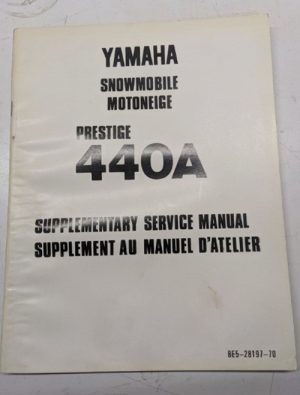 YAMAHA
SNOWMOBILE
MOTONEIGE
PRESTIGE
440A
SUPPLEMENTARY SERVICE MANUAL
SUPPLEMENT AU MANUEL D'ATELIER
8E5-28197-70